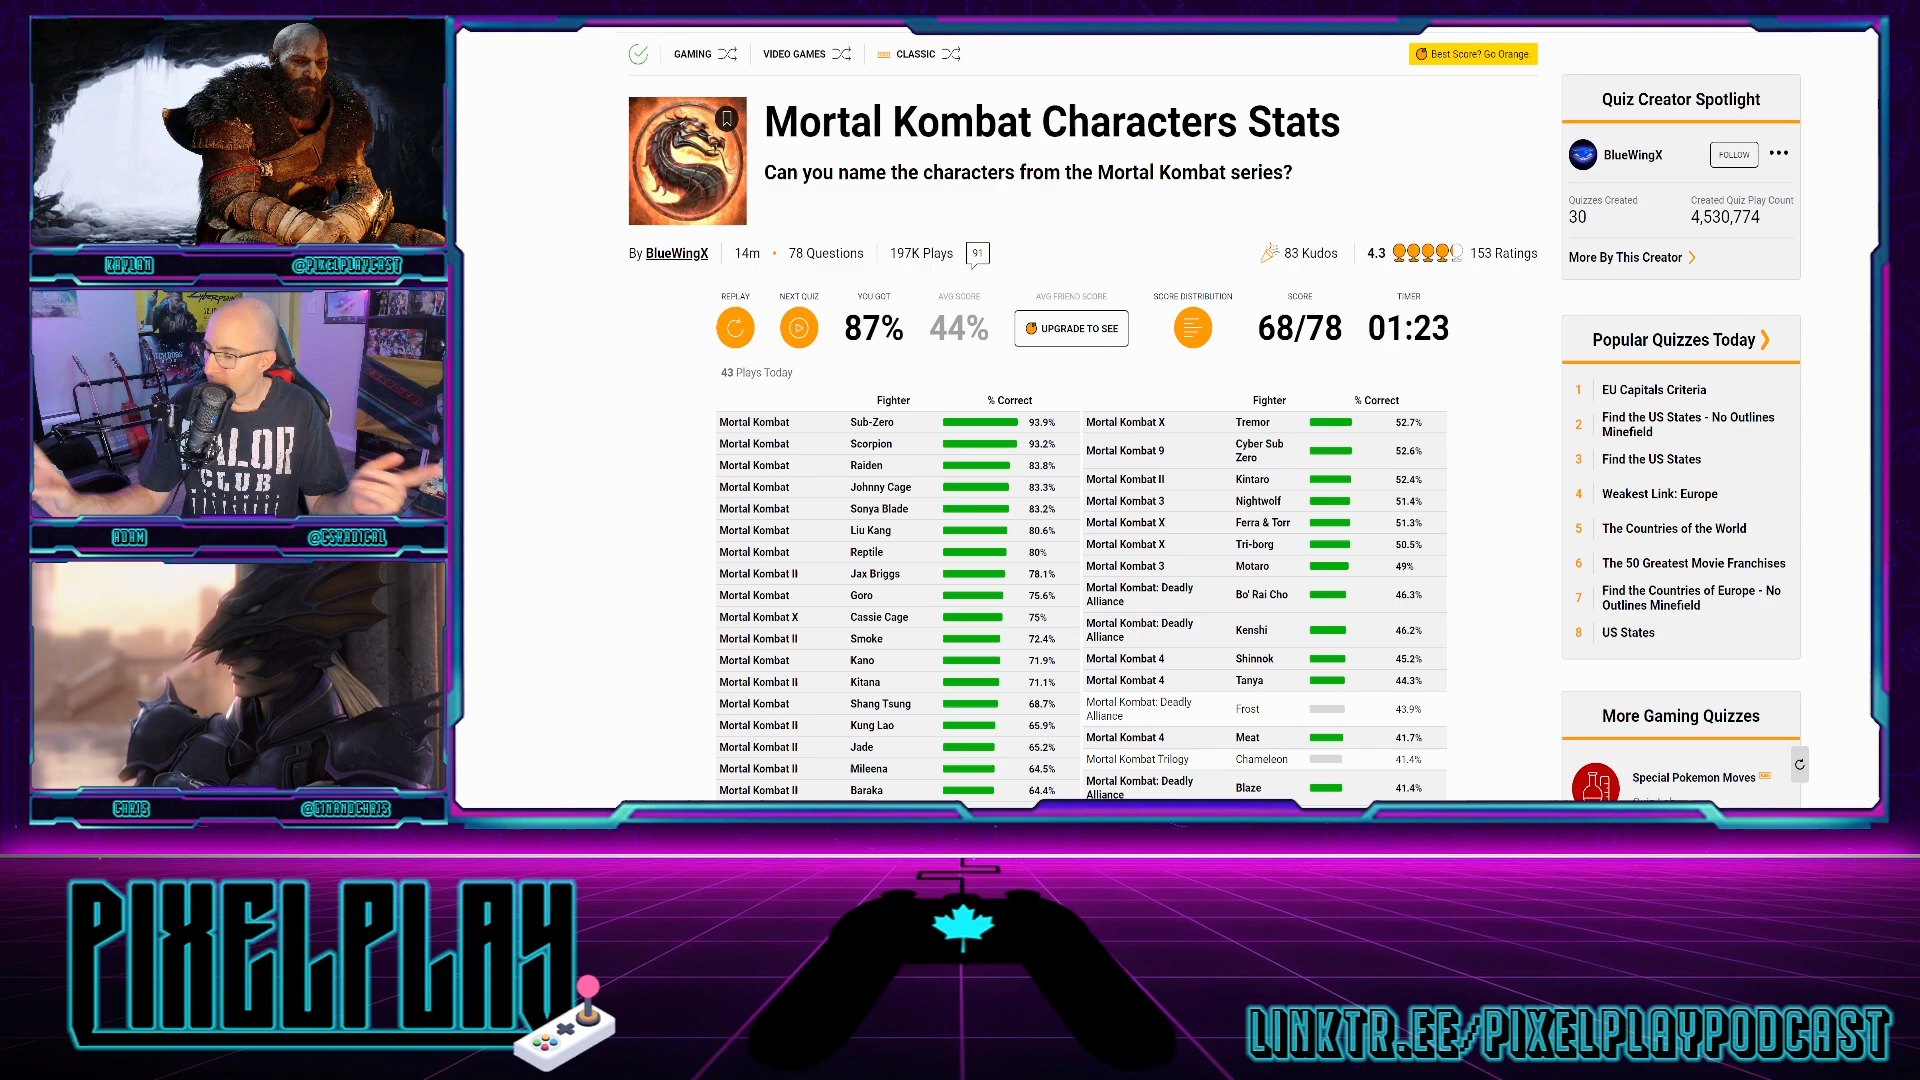 GAMING
VIDEO GAMES
CLASSIC
Best Score? Go Orange.
Mortal Kombat Characters Stats
Can you name the characters from the Mortal Kombat series?
By BlueWingX
14m • 78 Questions
197K Plays
91
83 Kudos
4.3
153 Ratings
REPLAY
NEXT QUIZ
YOU GOT
87%
AVG SCORE
44%
AVG FRIEND SCORE
UPGRADE TO SEE
SCORE DISTRIBUTION
SCORE
68/78
TIMER
01:23
43 Plays Today
Fighter % Correct
Mortal Kombat Sub-Zero 93.9%
Mortal Kombat Scorpion 93.2%
Mortal Kombat Raiden 83.8%
Mortal Kombat Johnny Cage 83.3%
Mortal Kombat Sonya Blade 83.2%
Mortal Kombat Liu Kang 80.6%
Mortal Kombat Reptile 80%
Mortal Kombat II Jax Briggs 78.1%
Mortal Kombat Goro 75.6%
Mortal Kombat X Cassie Cage 75%
Mortal Kombat II Smoke 72.4%
Mortal Kombat Kano 71.9%
Mortal Kombat II Kitana 71.1%
Mortal Kombat Shang Tsung 68.7%
Mortal Kombat II Kung Lao 65.9%
Mortal Kombat II Jade 65.2%
Mortal Kombat II Mileena 64.5%
Mortal Kombat II Baraka 64.4%
Fighter % Correct
Mortal Kombat X Tremor 52.7%
Mortal Kombat 9 Cyber Sub
Zero 52.6%
Mortal Kombat II Kintaro 52.4%
Mortal Kombat 3 Nightwolf 51.4%
Mortal Kombat X Ferra & Torr 51.3%
Mortal Kombat X Tri-borg 50.5%
Mortal Kombat 3 Motaro 49%
Mortal Kombat: Deadly
Alliance Bo' Rai Cho 46.3%
Mortal Kombat: Deadly
Alliance Kenshi 46.2%
Mortal Kombat 4 Shinnok 45.2%
Mortal Kombat 4 Tanya 44.3%
Mortal Kombat: Deadly
Alliance Frost 43.9%
Mortal Kombat 4 Meat 41.7%
Mortal Kombat Trilogy Chameleon 41.4%
Mortal Kombat: Deadly
Alliance Blaze 41.4%
Quiz Creator Spotlight
BlueWingX
FOLLOW
Quizzes Created
30
Created Quiz Play Count
4,530,774
More By This Creator
Popular Quizzes Today
1 EU Capitals Criteria
2 Find the US States - No Outlines
Minefield
3 Find the US States
4 Weakest Link: Europe
5 The Countries of the World
6 The 50 Greatest Movie Franchises
7 Find the Countries of Europe - No
Outlines Minefield
8 US States
More Gaming Quizzes
Special Pokemon Moves
KAYLAN @PIXELPLAYCAST
VALOR
CLUB
WORLDWIDE
ADAM @CSRADICAL
CHRIS @GINANDCHRIS
PIXELPLAY
LINKTR.EE/PIXELPLAYPODCAST